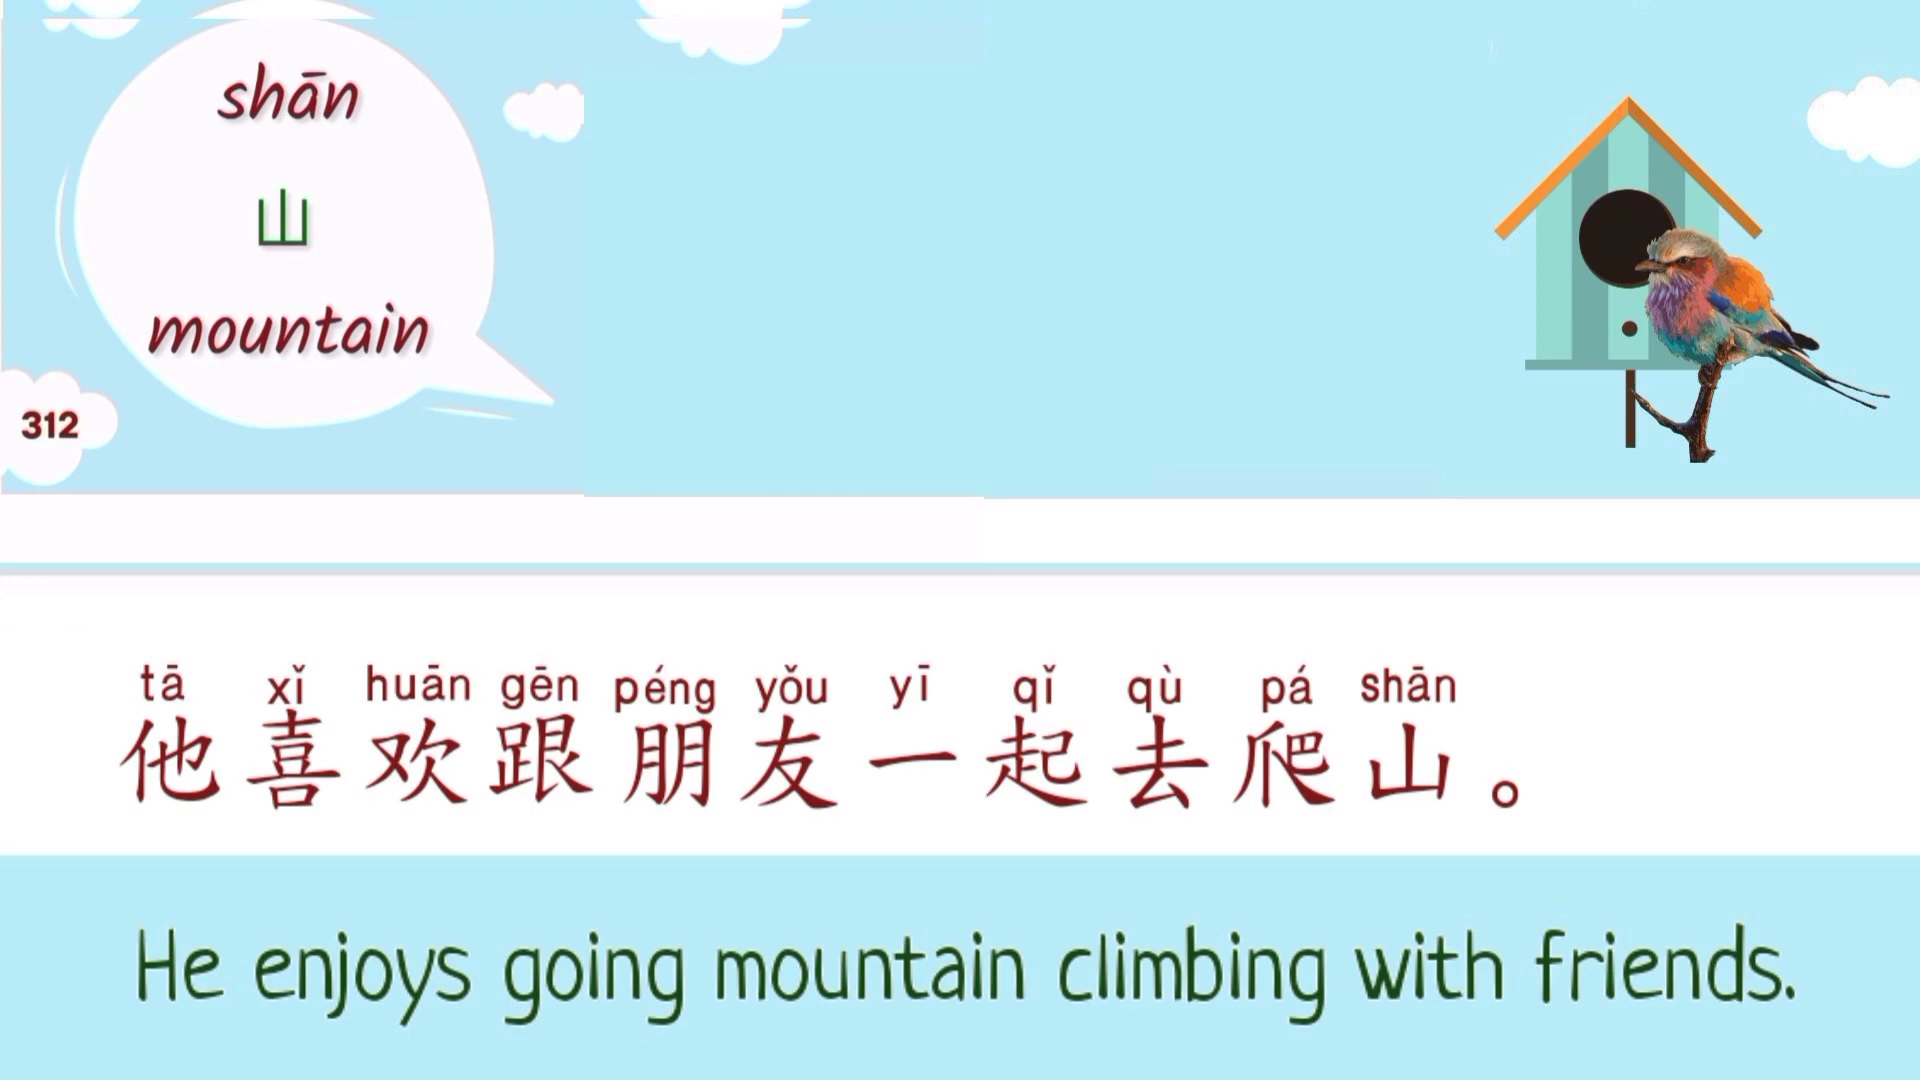 shān
山
mountain
312
tā xǐ huān gēn péng yǒu yī qǐ qù pá shān
他喜欢跟朋友一起去爬山。
He enjoys going mountain climbing with friends.